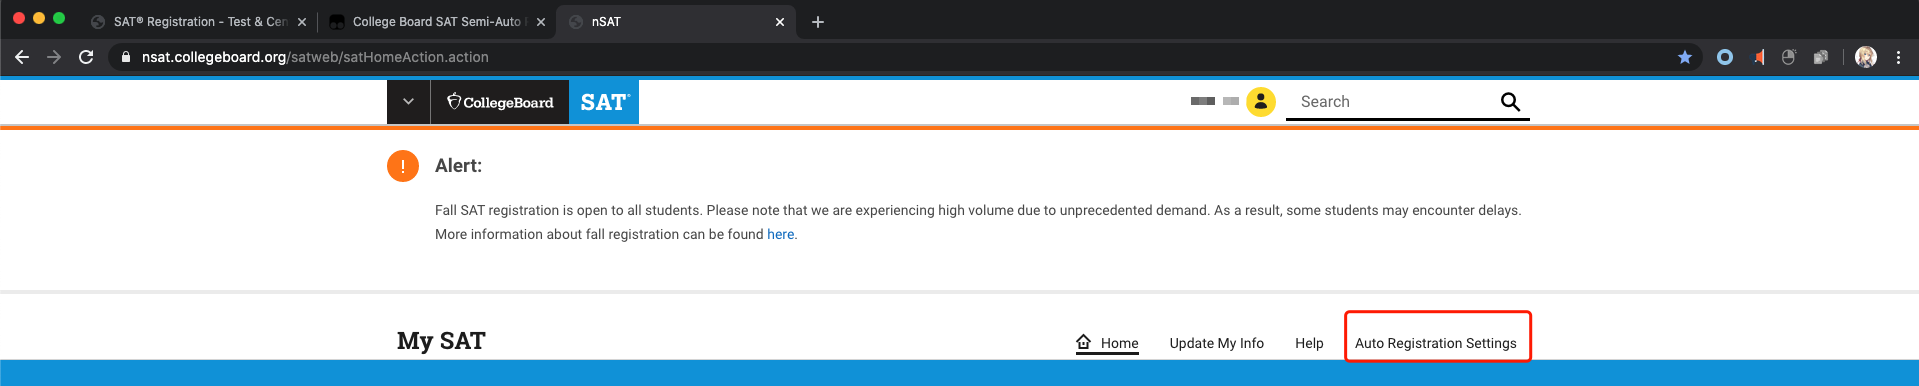 SAT® Registration - Test & Cen
College Board SAT Semi-Auto
nSAT
nsat.collegeboard.org/satweb/satHomeAction.action
CollegeBoard
SAT®
Search
Alert:
Fall SAT registration is open to all students. Please note that we are experiencing high volume due to unprecedented demand. As a result, some students may encounter delays.
More information about fall registration can be found here.
My SAT
Home
Update My Info
Help
Auto Registration Settings